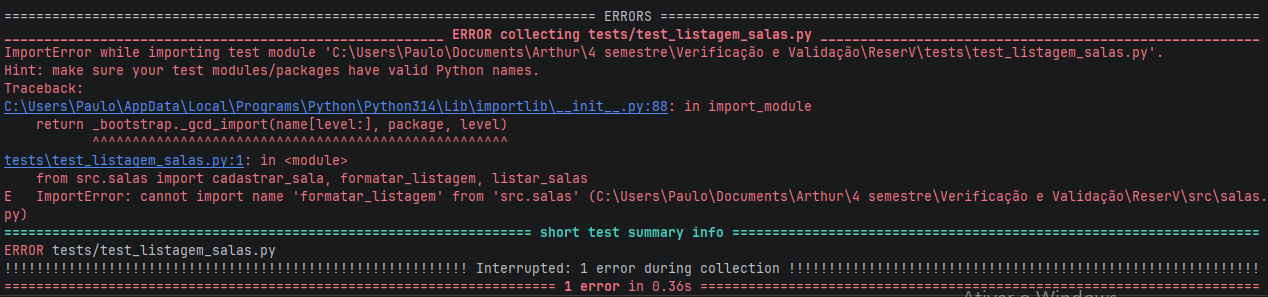 =========================================================================== ERRORS ============================================================================
_______________________________________________________ ERROR collecting tests/test_listagem_salas.py _______________________________________________________
ImportError while importing test module 'C:\Users\Paulo\Documents\Arthur\4 semestre\Verificação e Validação\ReserV\tests\test_listagem_salas.py'.
Hint: make sure your test modules/packages have valid Python names.
Traceback:
C:\Users\Paulo\AppData\Local\Programs\Python\Python314\Lib\importlib\__init__.py:88: in import_module
    return _bootstrap._gcd_import(name[level:], package, level)
           ^^^^^^^^^^^^^^^^^^^^^^^^^^^^^^^^^^^^^^^^^^^^^^^^^^^^
tests\test_listagem_salas.py:1: in <module>
    from src.salas import cadastrar_sala, formatar_listagem, listar_salas
E   ImportError: cannot import name 'formatar_listagem' from 'src.salas' (C:\Users\Paulo\Documents\Arthur\4 semestre\Verificação e Validação\ReserV\src\salas.
py)
================================================================== short test summary info ==================================================================
ERROR tests/test_listagem_salas.py
!!!!!!!!!!!!!!!!!!!!!!!!!!!!!!!!!!!!!!!!!!!!!!!!!!!!!!!!!! Interrupted: 1 error during collection !!!!!!!!!!!!!!!!!!!!!!!!!!!!!!!!!!!!!!!!!!!!!!!!!!!!!!!!!!!
===================================================================== 1 error in 0.36s ======================================================================
Ativar o Windows